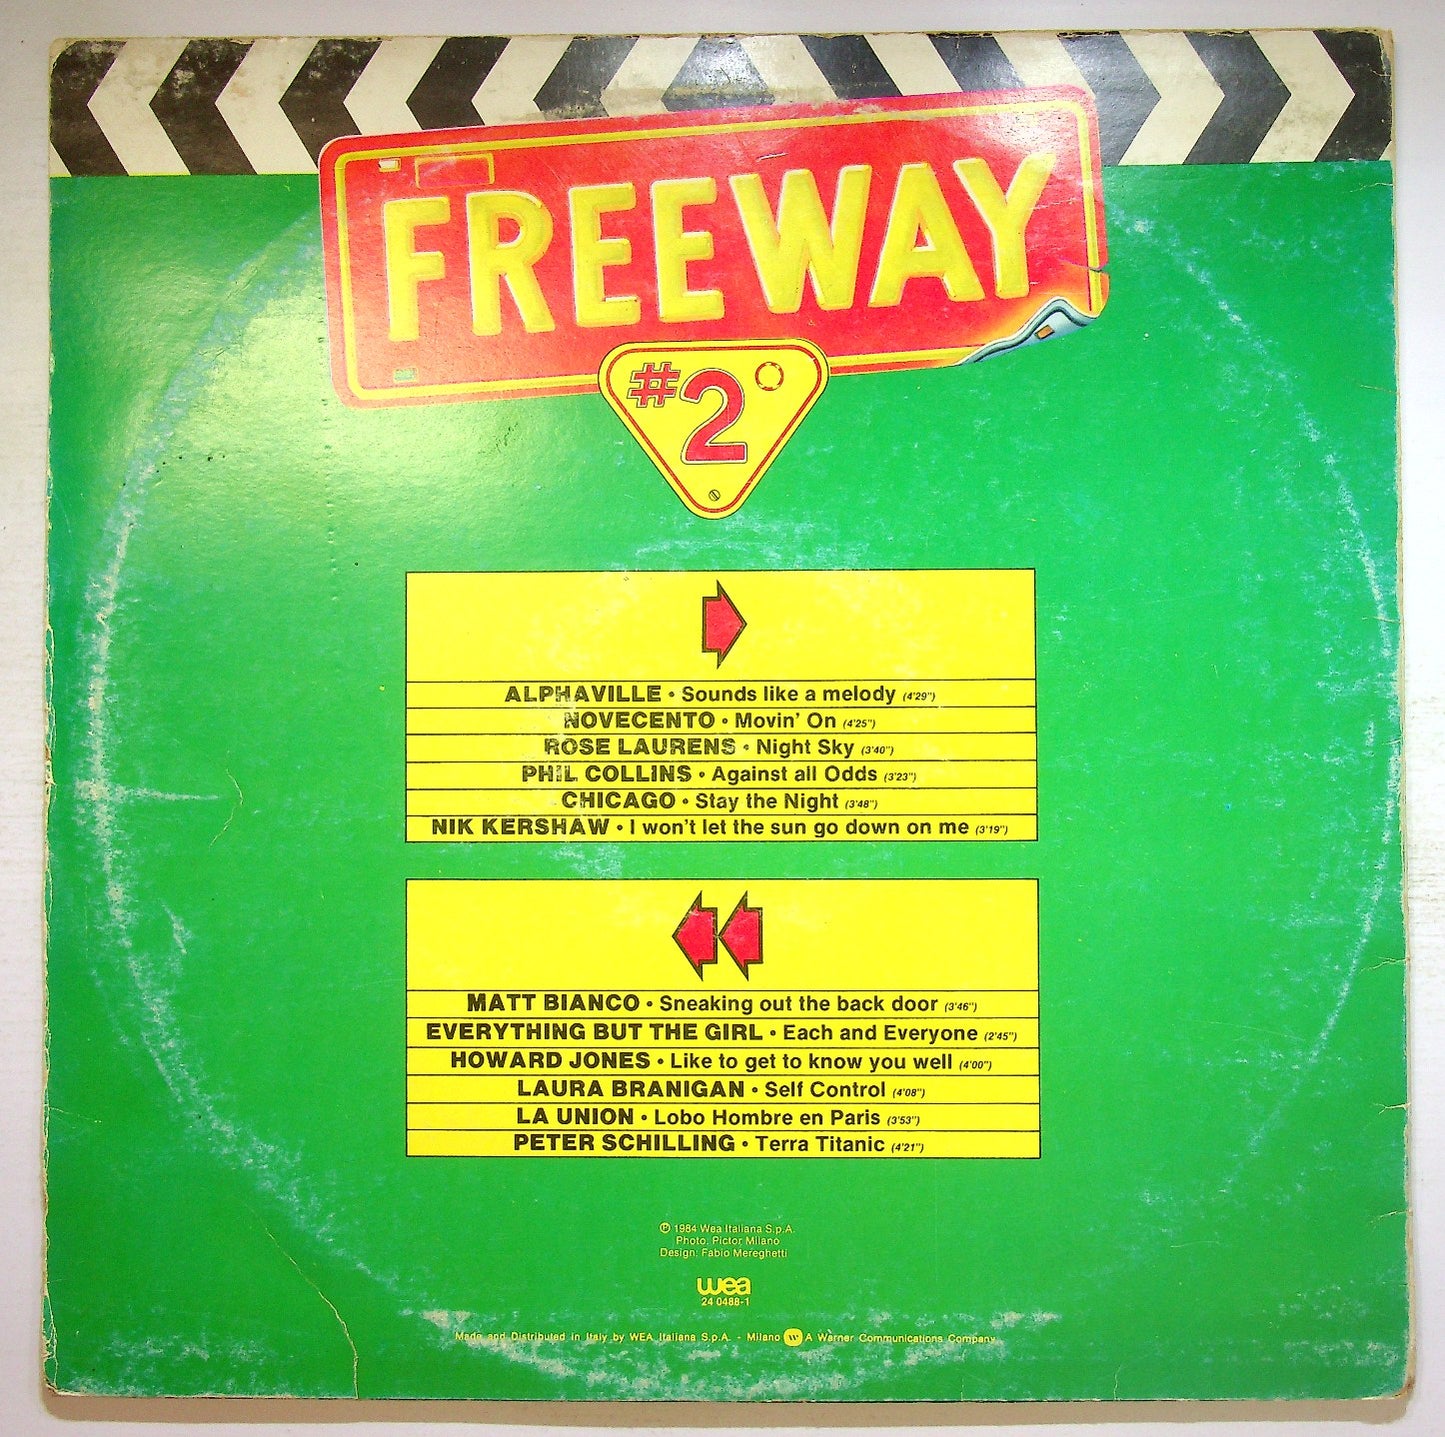 FREEWAY
#2
ALPHAVILLE • Sounds like a melody (4'29")
NOVECENTO • Movin' On (4'25")
ROSE LAURENS • Night Sky (3'40")
PHIL COLLINS • Against all Odds (3'23")
CHICAGO • Stay the Night (3'48")
NIK KERSHAW • I won't let the sun go down on me (3'19")
MATT BIANCO • Sneaking out the back door (3'46")
EVERYTHING BUT THE GIRL • Each and Everyone (2'45")
HOWARD JONES • Like to get to know you well (4'00")
LAURA BRANIGAN • Self Control (4'08")
LA UNION • Lobo Hombre en Paris (3'53")
PETER SCHILLING • Terra Titanic (4'21")
℗ 1984 Wea Italiana S.p.A.
Photo: Pictor Milano
Design: Fabio Mereghetti
wea
24 0488-1
Made and Distributed in Italy by WEA Italiana S.p.A. - Milano W A Warner Communications Company